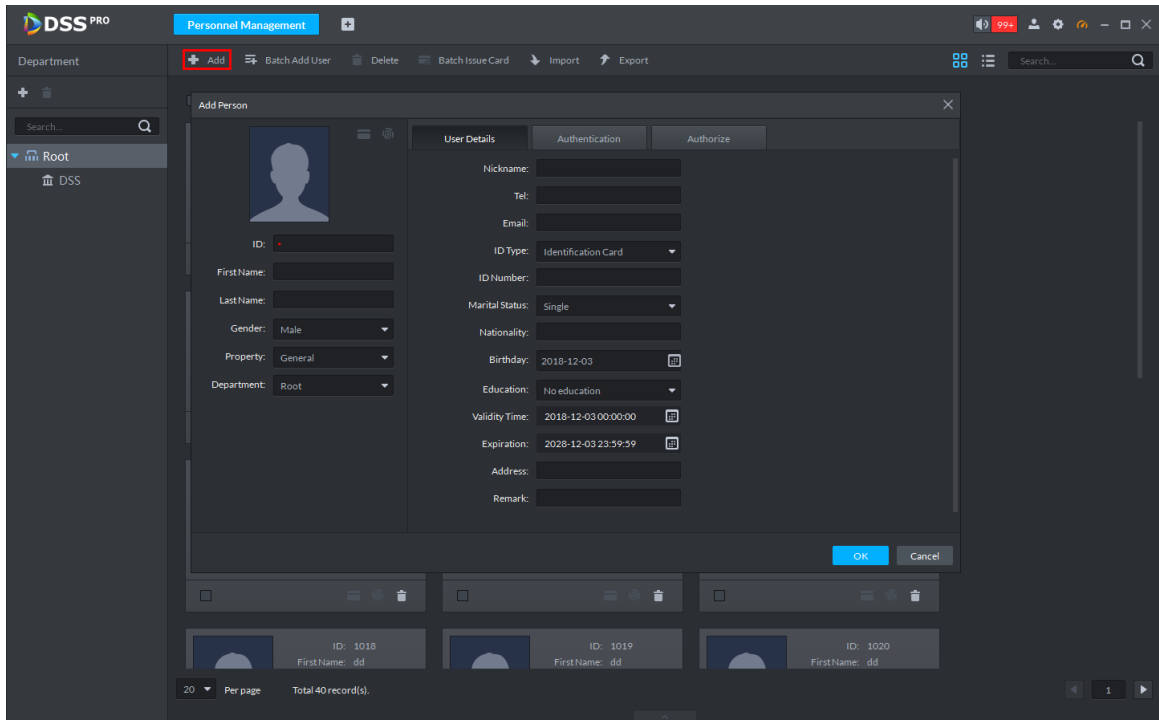 DSS PRO
Personnel Management
99+
Department
Add
Batch Add User
Delete
Batch Issue Card
Import
Export
Search...
Search...
Root
DSS
Add Person
ID:
First Name:
Last Name:
Gender: Male
Property: General
Department: Root
User Details
Authentication
Authorize
Nickname:
Tel:
Email:
ID Type: Identification Card
ID Number:
Marital Status: Single
Nationality:
Birthday: 2018-12-03
Education: No education
Validity Time: 2018-12-03 00:00:00
Expiration: 2028-12-03 23:59:59
Address:
Remark:
OK
Cancel
ID: 1018
First Name: dd
ID: 1019
First Name: dd
ID: 1020
First Name: dd
20 Per page Total 40 record(s).
1